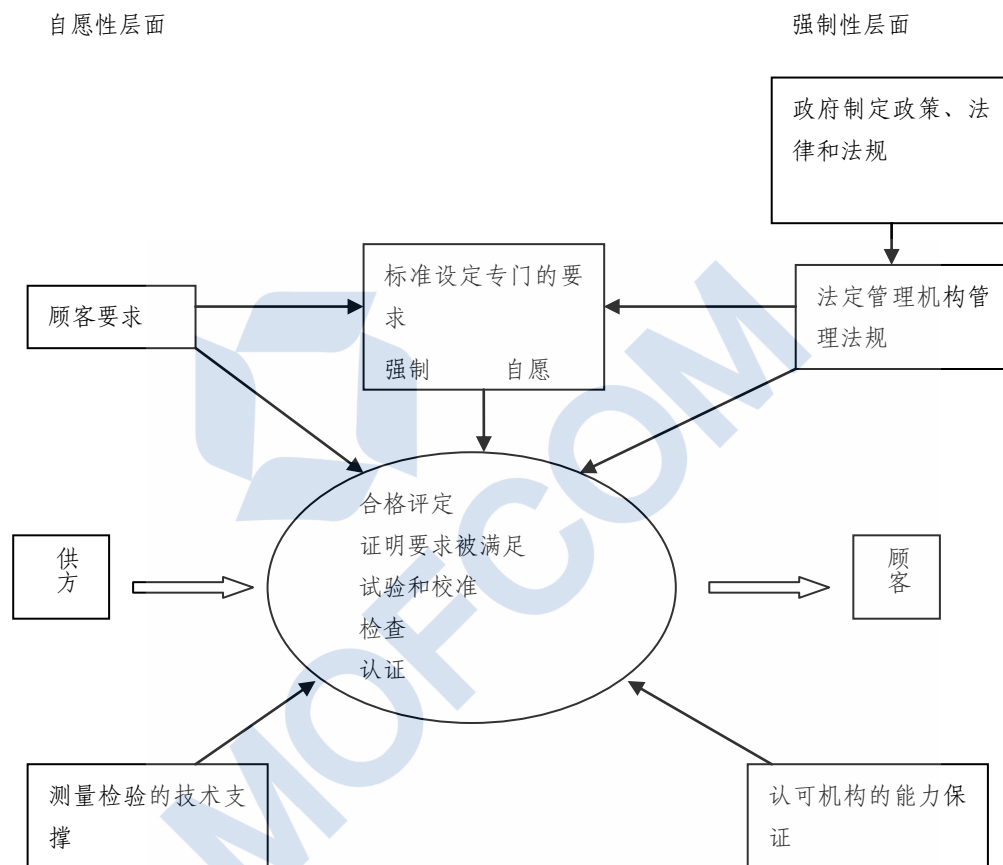 自愿性层面
强制性层面
政府制定政策、法
律和法规
标准设定专门的要
求
强制 自愿
顾客要求
法定管理机构管
理法规
合格评定
证明要求被满足
试验和校准
检查
认证
供
方
顾
客
测量检验的技术支
撑
认可机构的能力保
证
MOFCOM